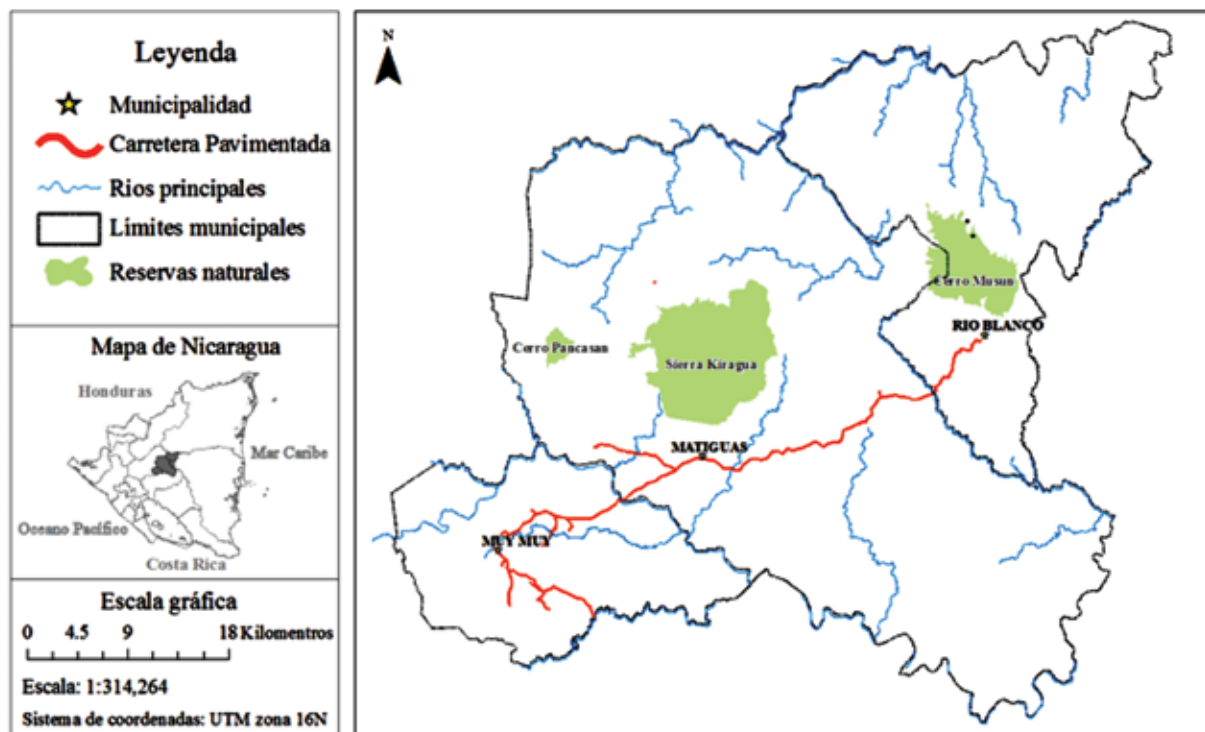 Leyenda
Municipalidad
Carretera Pavimentada
Rios principales
Límites municipales
Reservas naturales
Mapa de Nicaragua
Honduras
Mar Caribe
Oceano Pacífico
Costa Rica
Escala gráfica
0 4.5 9 18 Kilomentros
Escala: 1:314,264
Sistema de coordenadas: UTM zona 16N
N
Cerro Musun
RIO BLANCO
Cerro Pancasan
Sierra Kiragua
MATIGUAS
MUY MUY